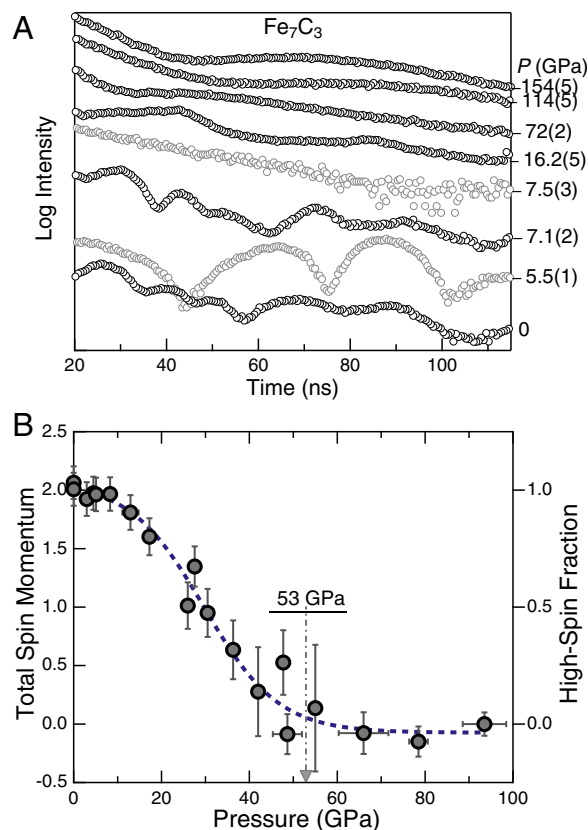 A
Fe7C3
P (GPa)
154(5)
114(5)
72(2)
16.2(5)
7.5(3)
7.1(2)
5.5(1)
0
Log Intensity
20 40 60 80 100
Time (ns)
B
2.5
2.0
1.5
1.0
0.5
0.0
-0.5
Total Spin Momentum
53 GPa
1.0
0.5
0.0
High-Spin Fraction
0 20 40 60 80 100
Pressure (GPa)